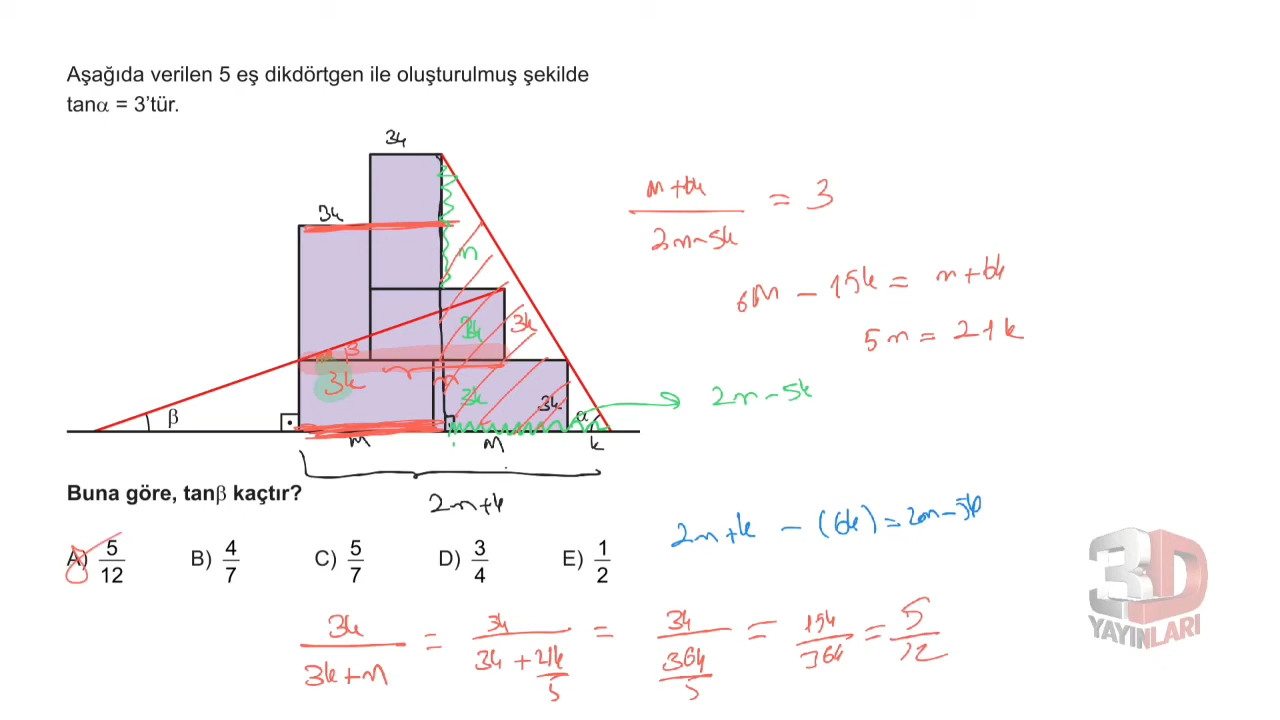 Aşağıda verilen 5 eş dikdörtgen ile oluşturulmuş şekilde
tanα = 3'tür.
3k
3k
n
3k
3k
β
3k
m
3k
3k
α
β
m
m
k
2m+k
m+6k / 2m-5k = 3
6m - 15k = m+6k
5m = 21k
2m-5k
2m+k - (6k) = 2m-5k
Buna göre, tanβ kaçtır?
A) 5/12 B) 4/7 C) 5/7 D) 3/4 E) 1/2
3k / 3k+m = 3k / 3k + 21k/5 = 3k / 36k/5 = 15k / 36k = 5/12
3D
YAYINLARI